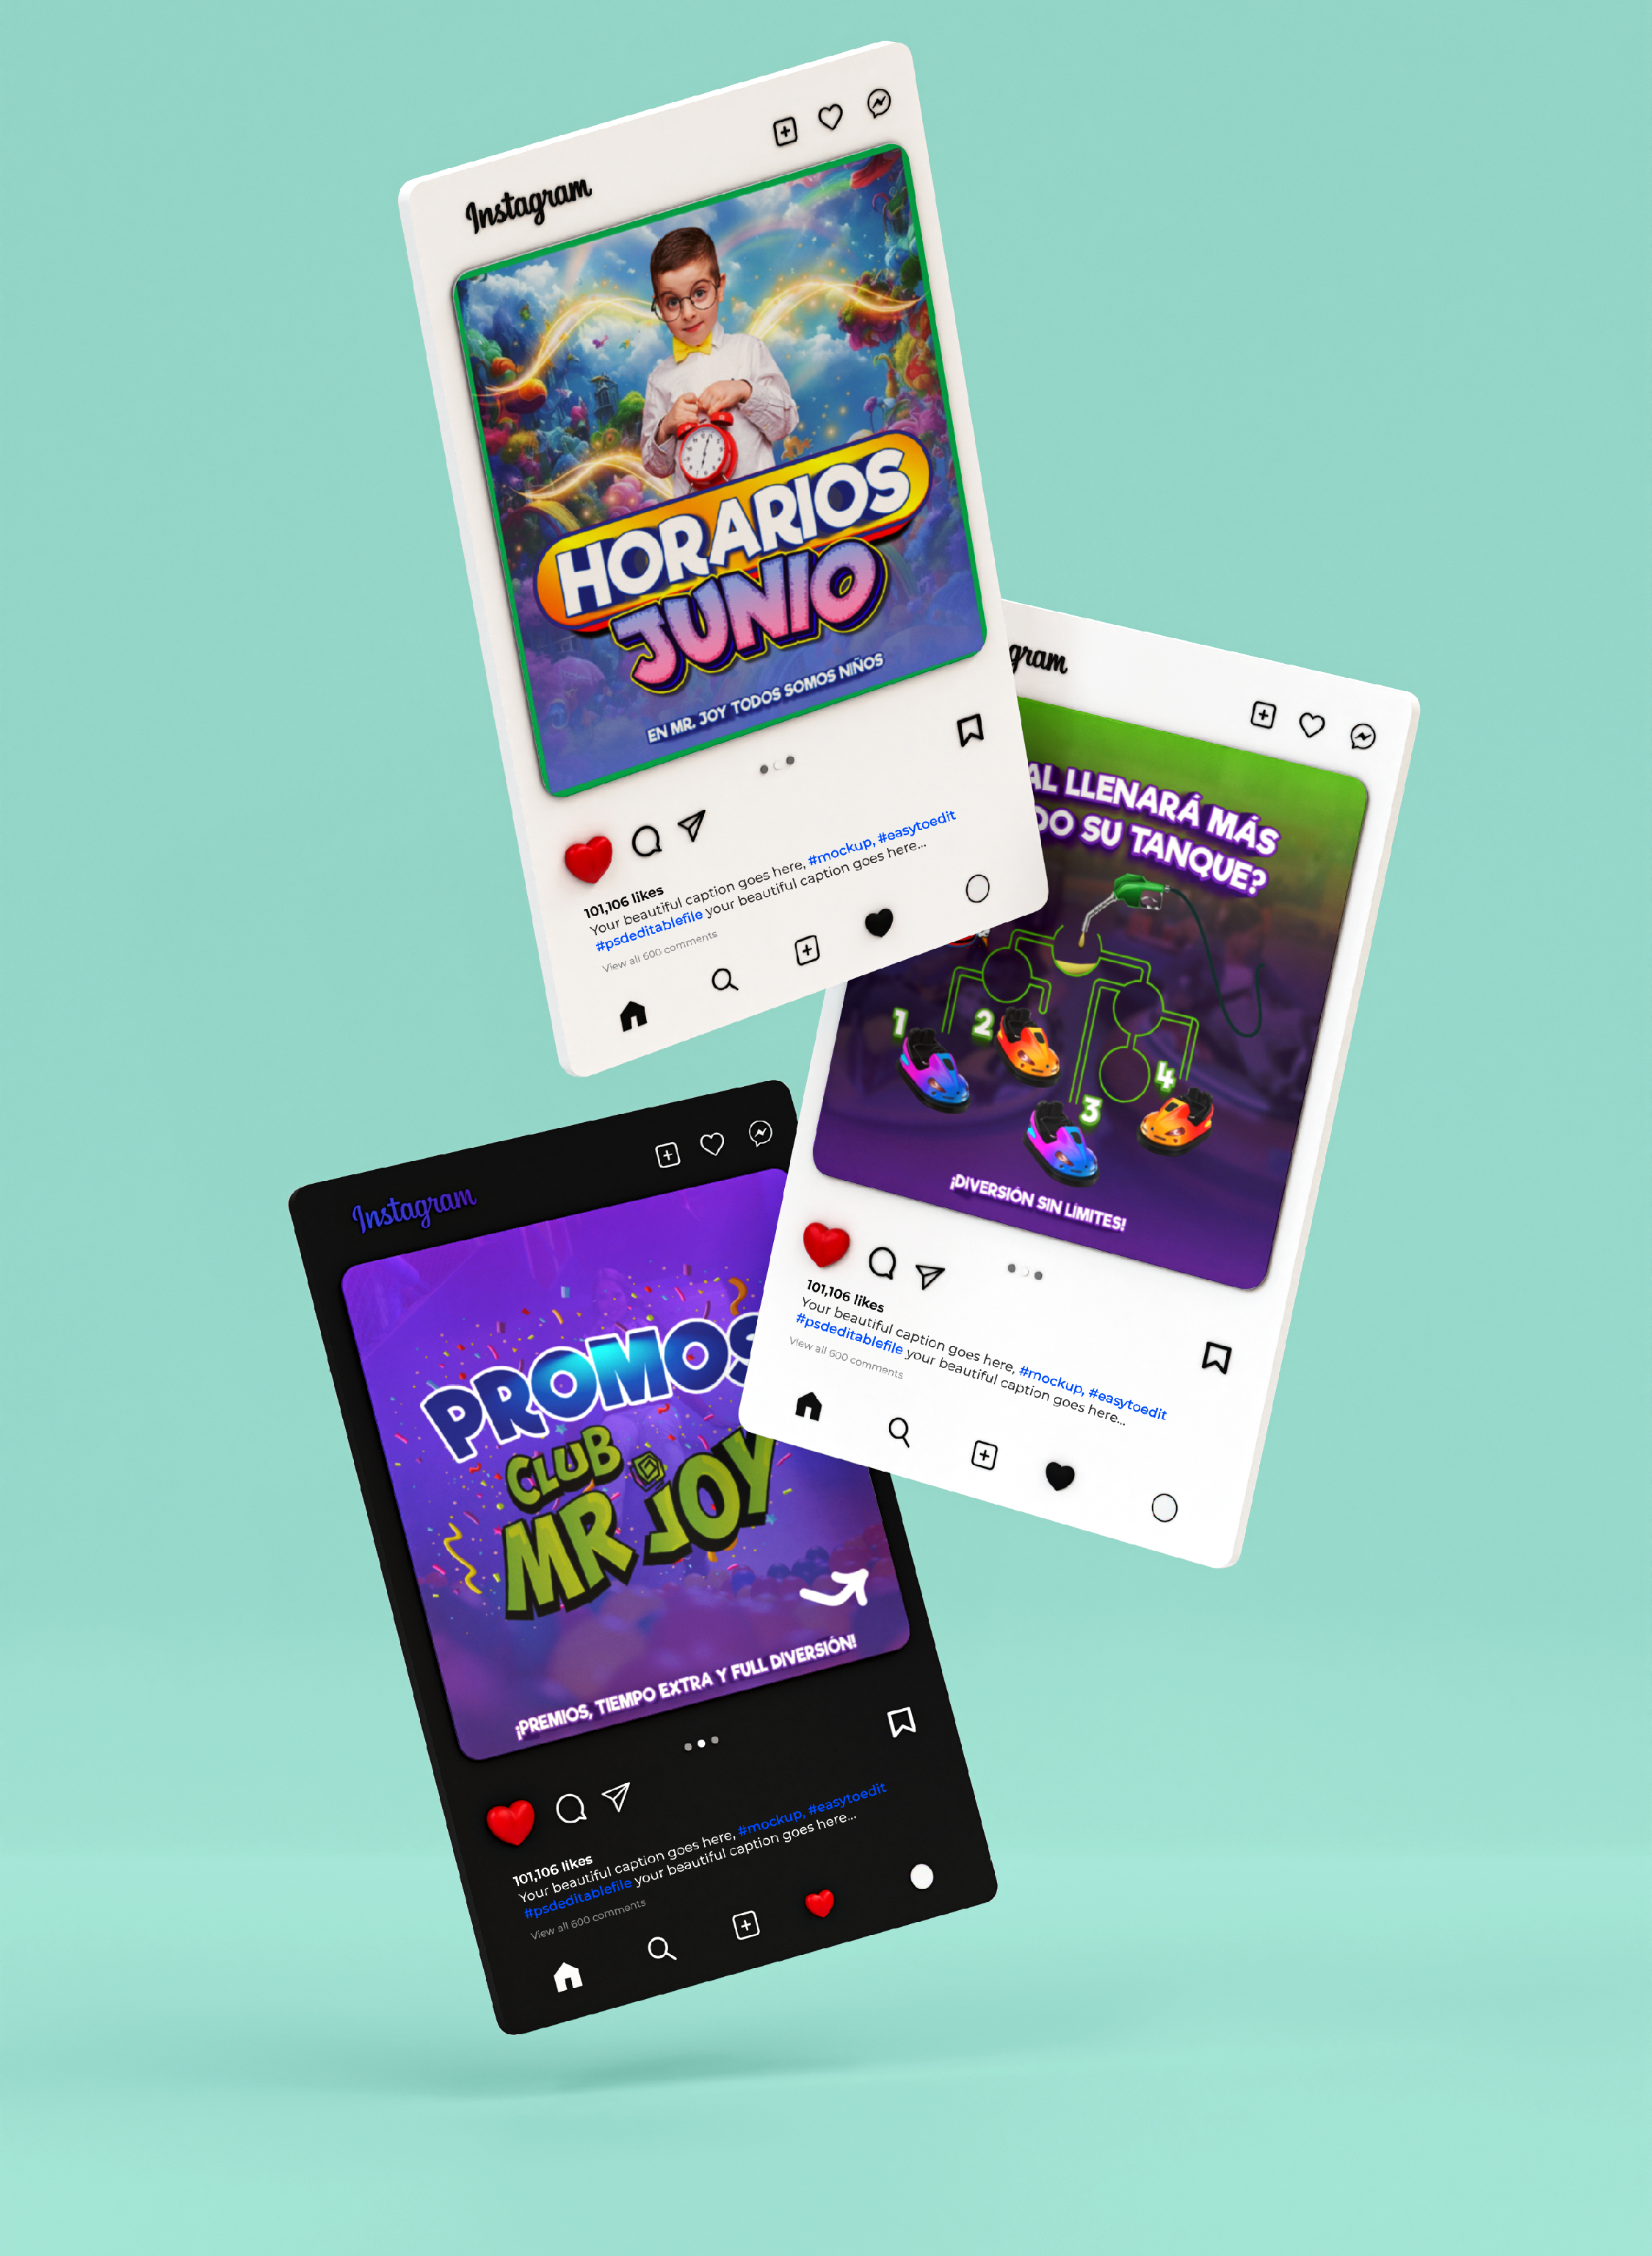 Instagram
HORARIOS
JUNIO
EN MR. JOY TODOS SOMOS NIÑOS
101,106 likes
Your beautiful caption goes here, #mockup, #easytoedit
#psdeditablefile your beautiful caption goes here...
View all 600 comments
gram
AL LLENARÁ MÁS
DO SU TANQUE?
1
2
3
4
¡DIVERSIÓN SIN LÍMITES!
101,106 likes
Your beautiful caption goes here, #mockup, #easytoedit
#psdeditablefile your beautiful caption goes here...
View all 600 comments
Instagram
PROMOS
CLUB
MR JOY
¡PREMIOS, TIEMPO EXTRA Y FULL DIVERSIÓN!
101,106 likes
Your beautiful caption goes here, #mockup, #easytoedit
#psdeditablefile your beautiful caption goes here...
View all 600 comments